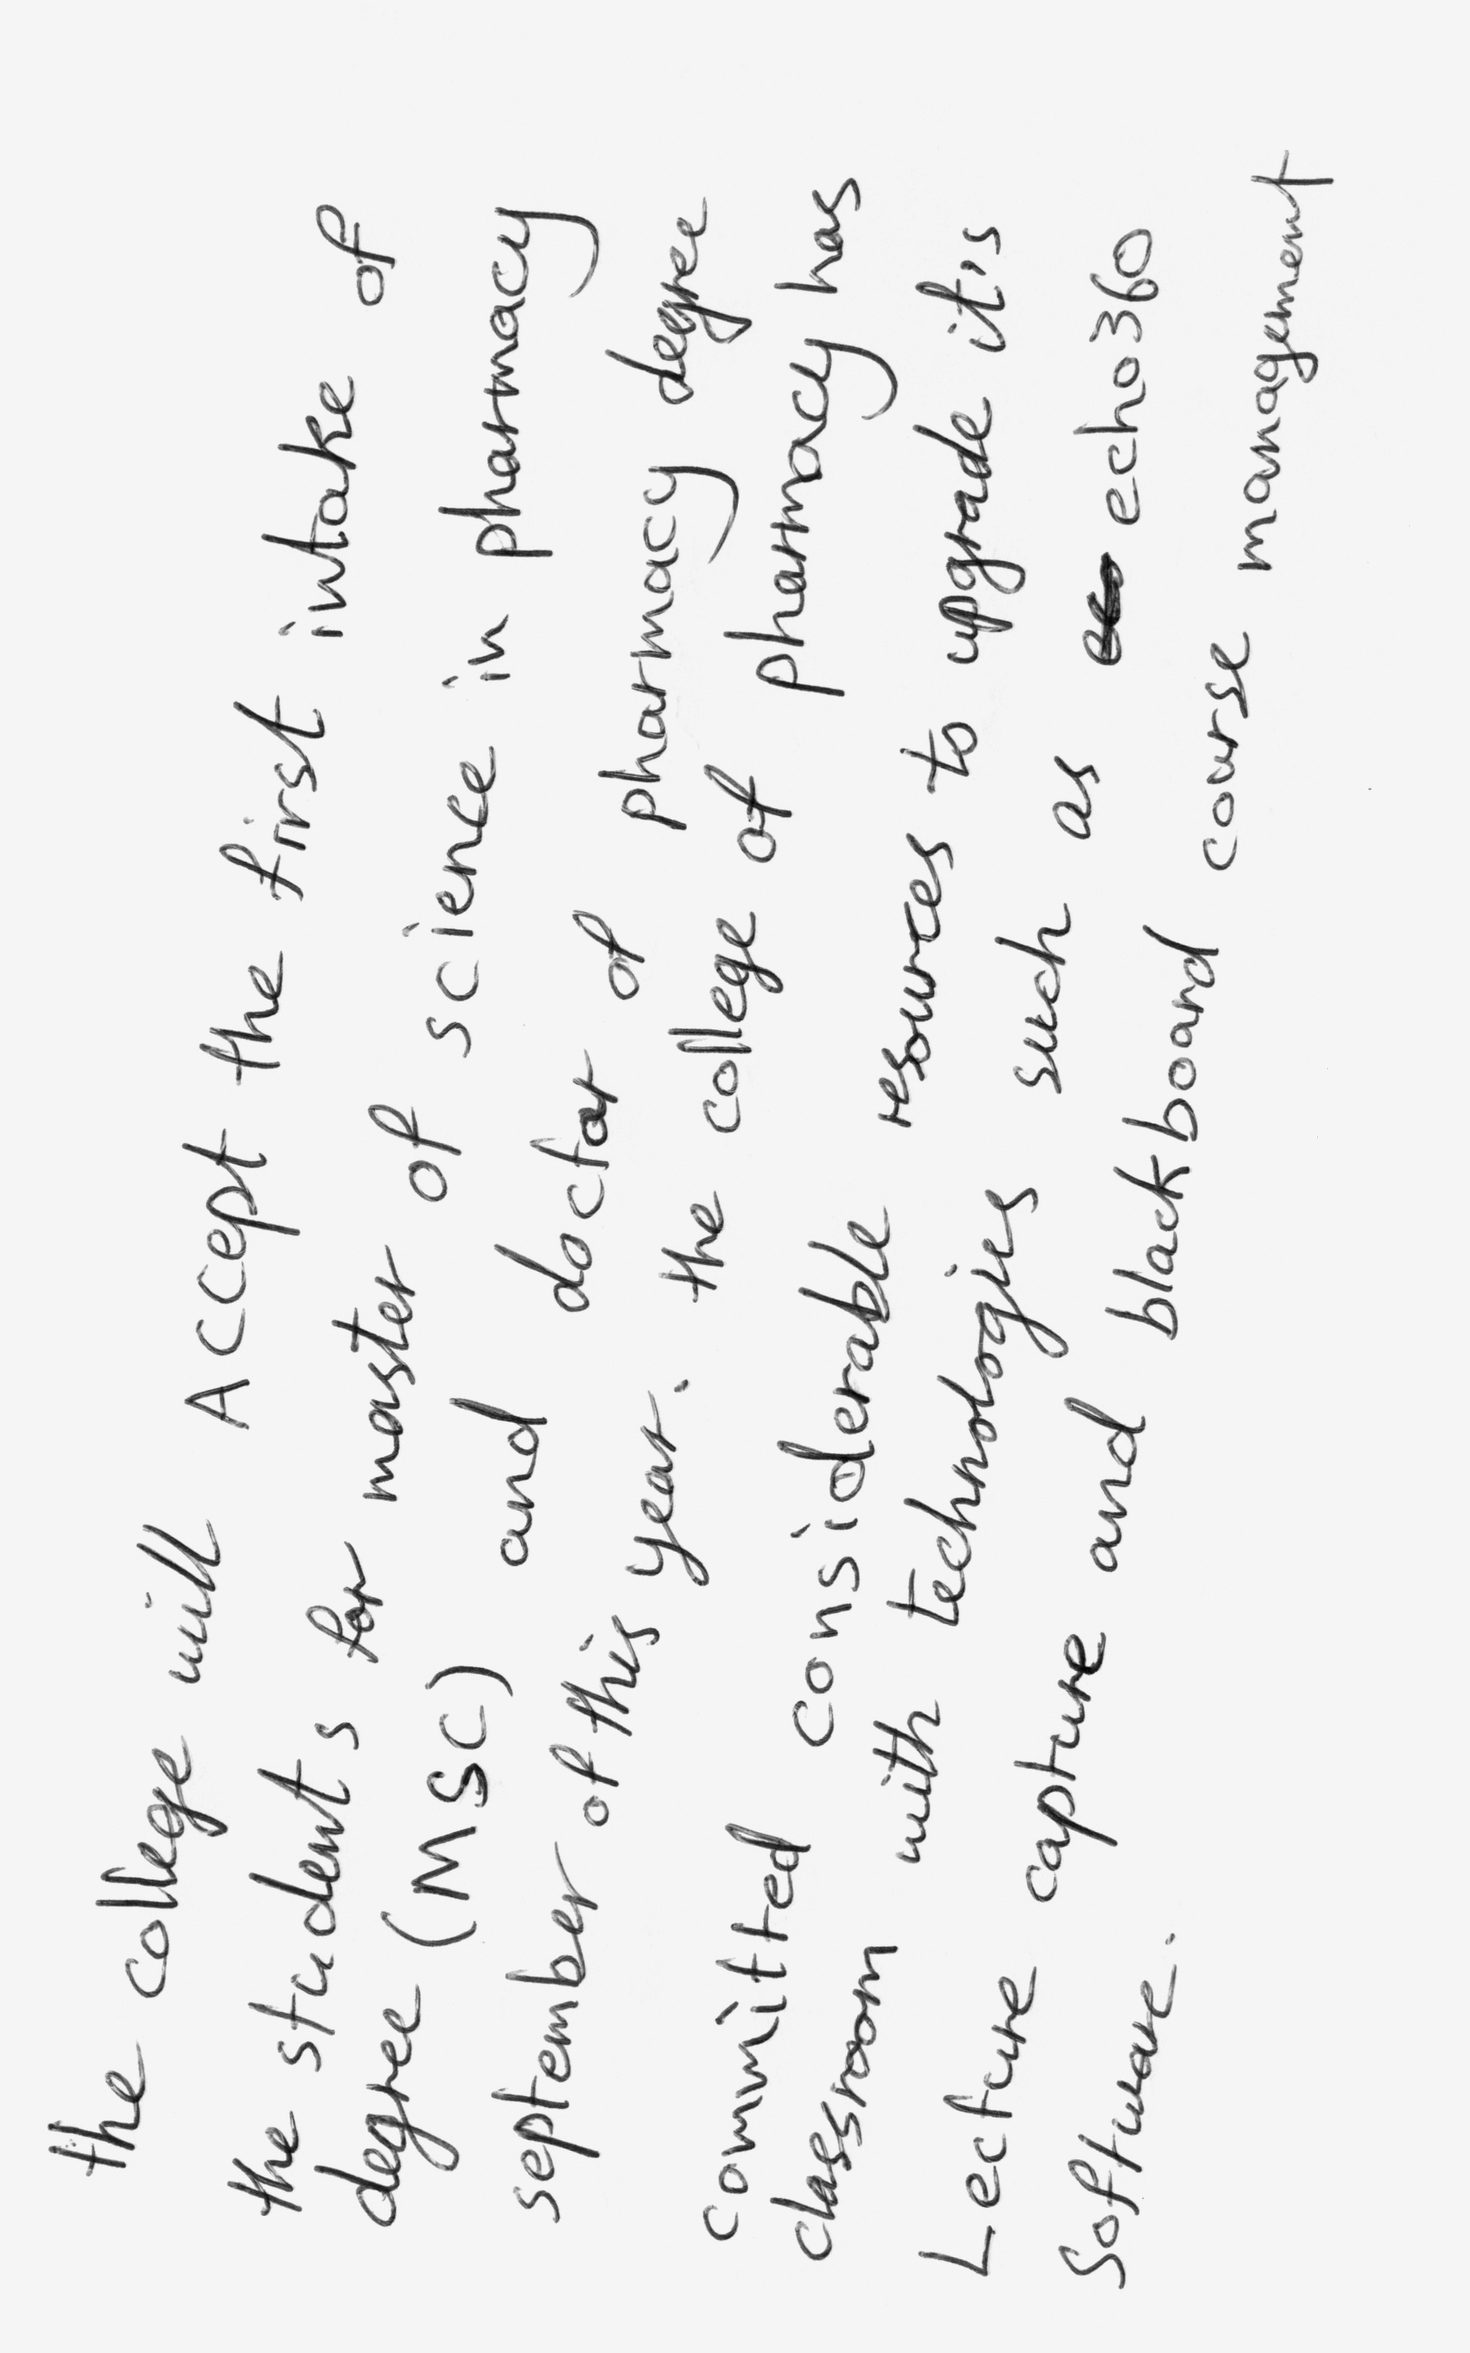 the college will Accept the first intake of
the students for master of science in pharmacy
degree (MSC) and doctor of pharmacy degree
september of this year. the college of pharmacy has
committed considerable resources to upgrade it's
classroom with technologies such as echo360
Lecture capture and blackboard course management
Software.